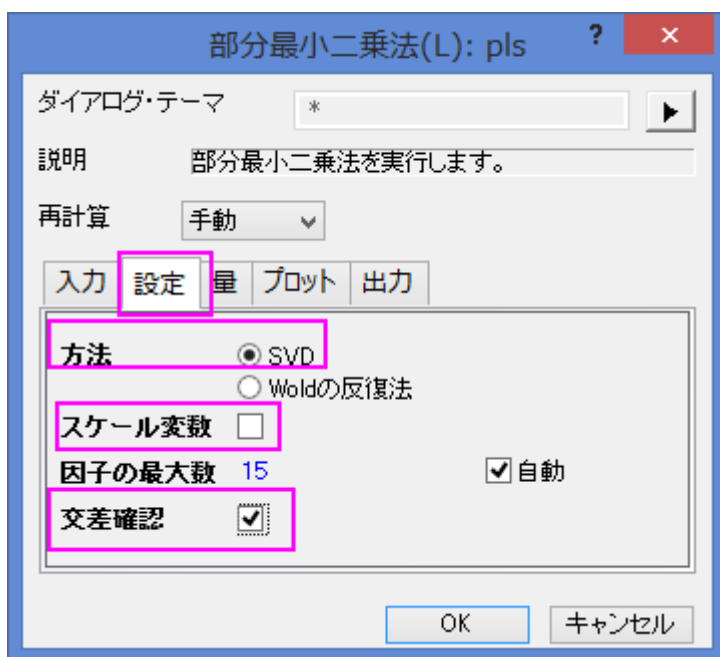 部分最小二乗法(L): pls ? ×
ダイアログ・テーマ *
説明 部分最小二乗法を実行します。
再計算 手動
入力 設定 量 プロット 出力
方法 SVD
Woldの反復法
スケール変数
因子の最大数 15 自動
交差確認
OK キャンセル